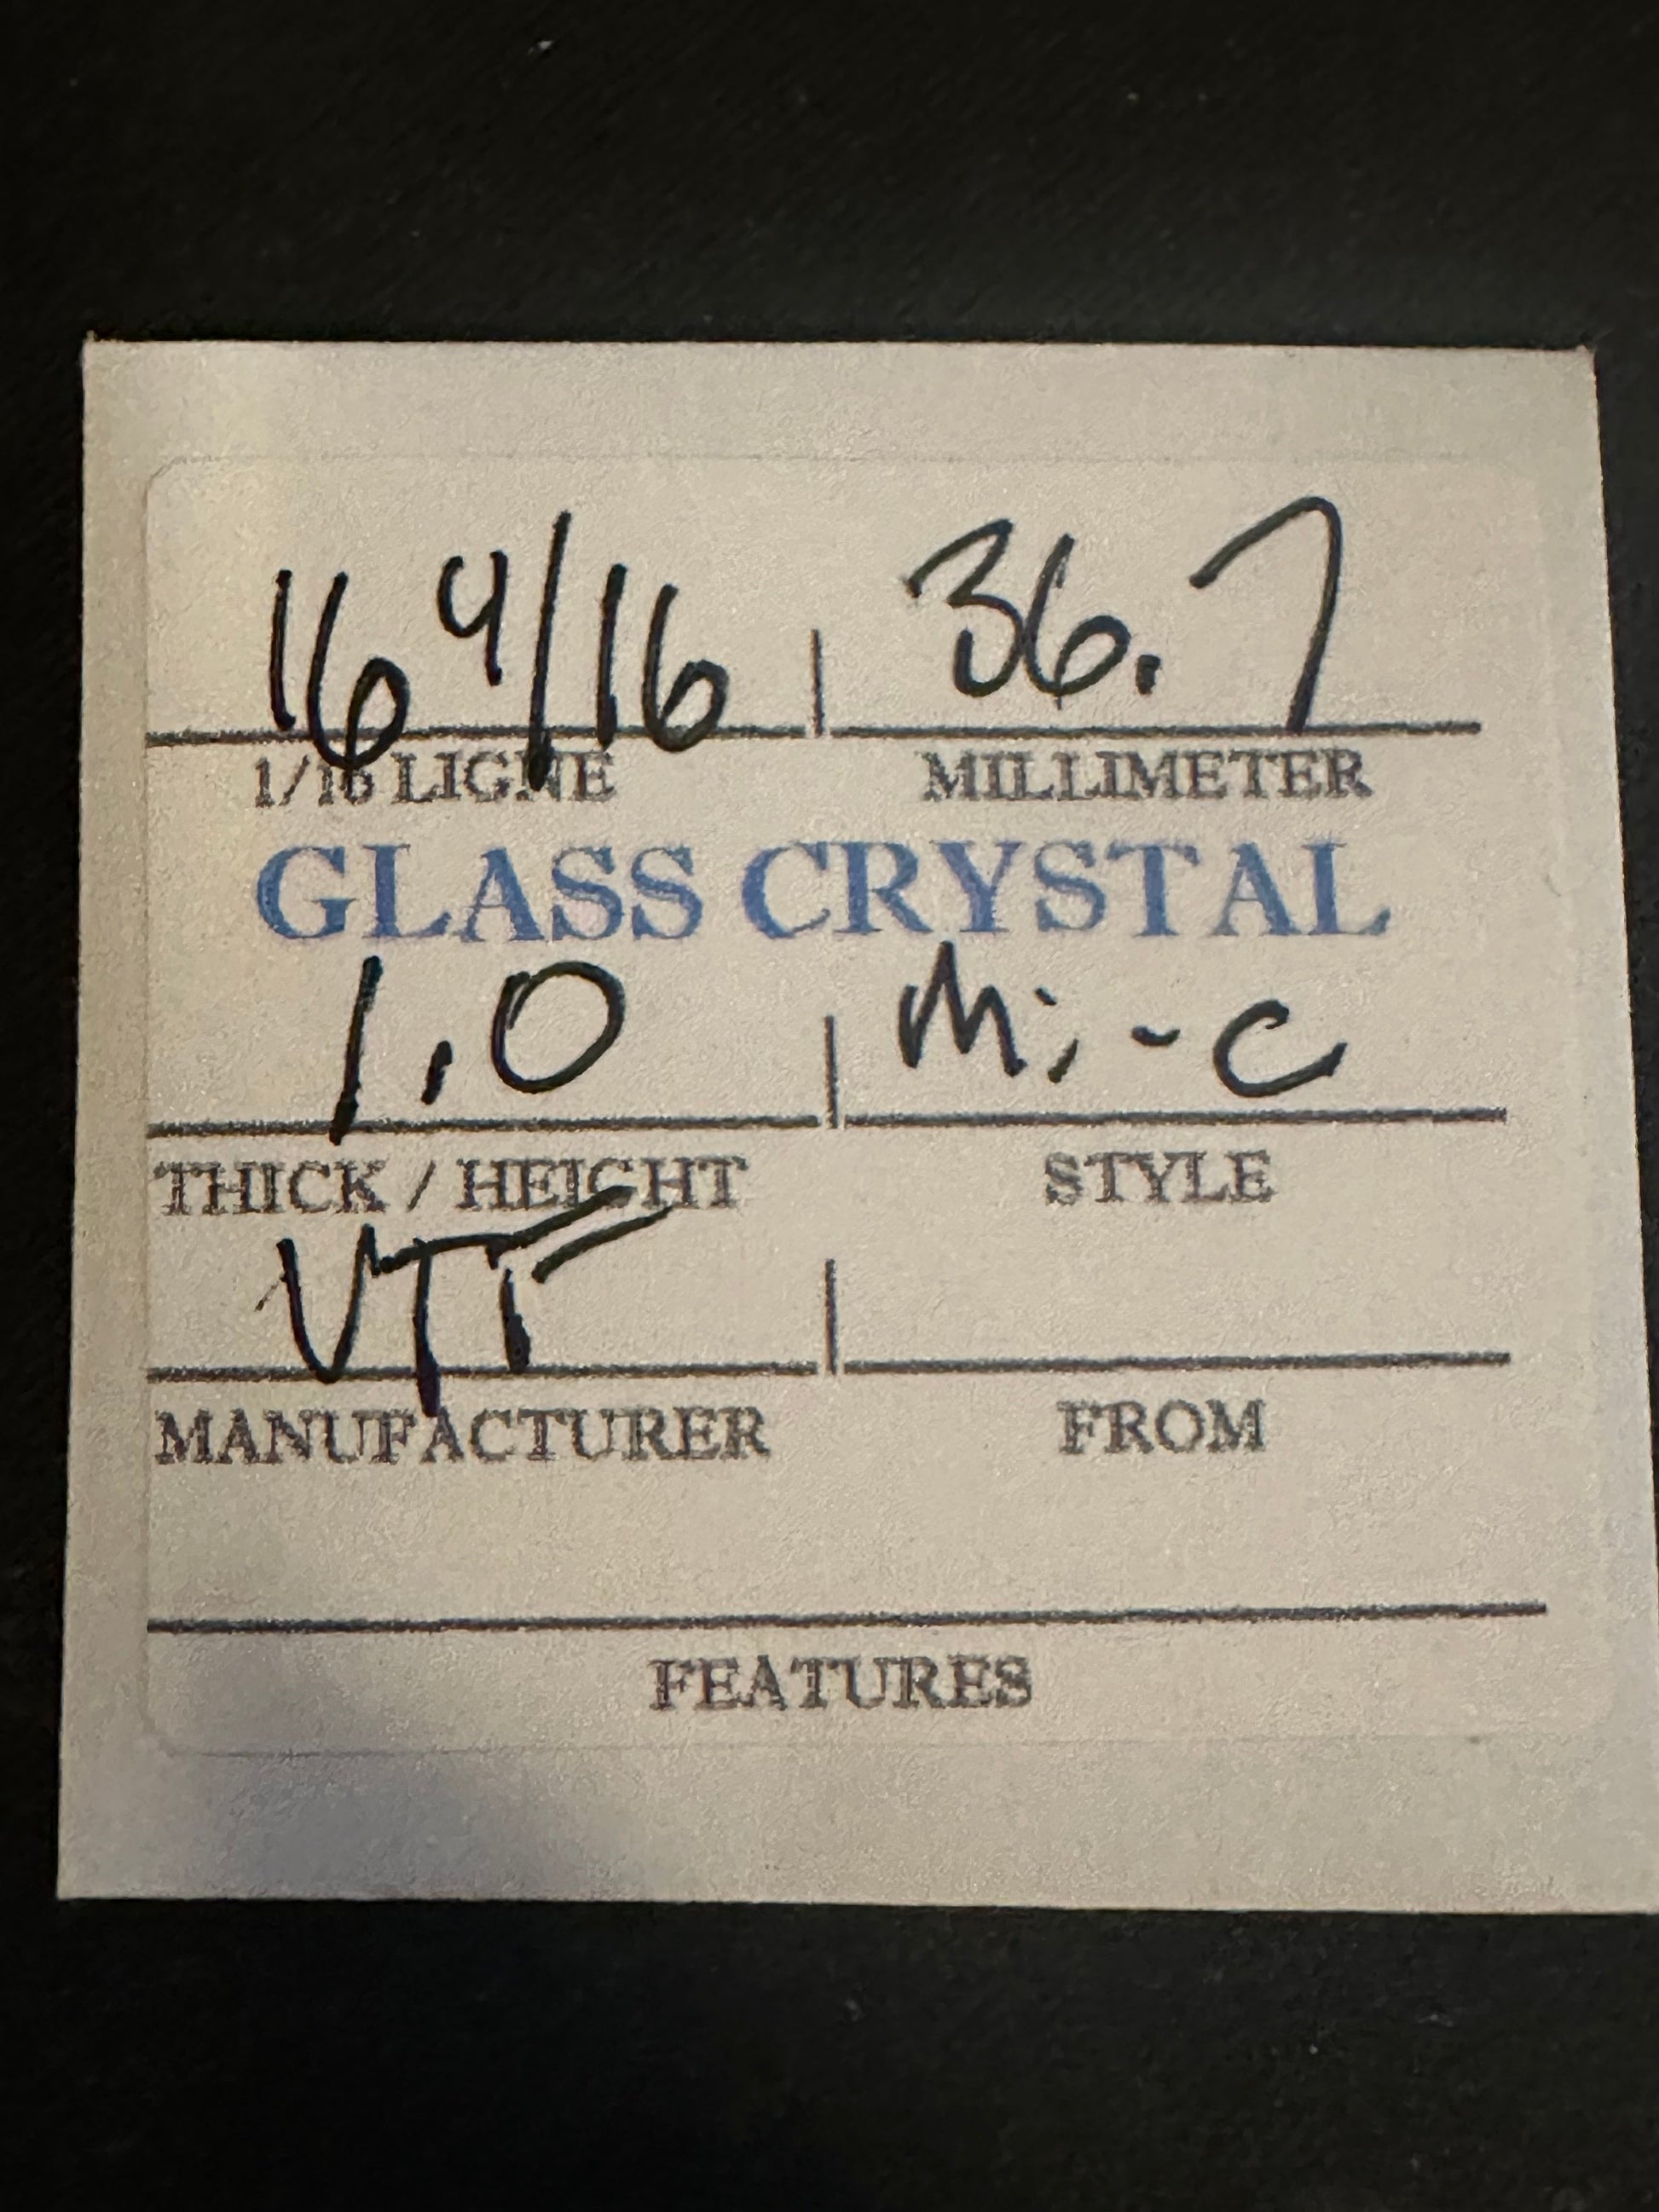 16 4/16 36.7
1/16 LIGNE MILLIMETER
GLASS CRYSTAL
1.0 Mi-C
THICK / HEIGHT STYLE
VTF
MANUFACTURER FROM
FEATURES